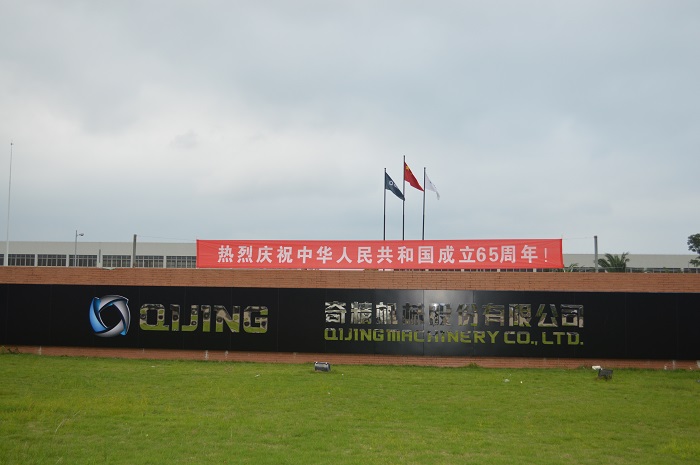 热烈庆祝中华人民共和国成立65周年！
QIJING
奇精机械股份有限公司
QIJING MACHINERY CO., LTD.